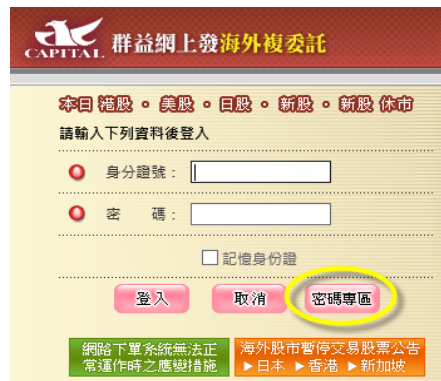 CAPITAL 群益網上發海外複委託
本日 港股。美股。日股。新股。新股 休市
請輸入下列資料後登入
身分證號：
密 碼：
記憶身份證
登入 取消 密碼專區
網路下單系統無法正
常運作時之應變措施
海外股市暫停交易股票公告
▶日本 ▶香港 ▶新加坡